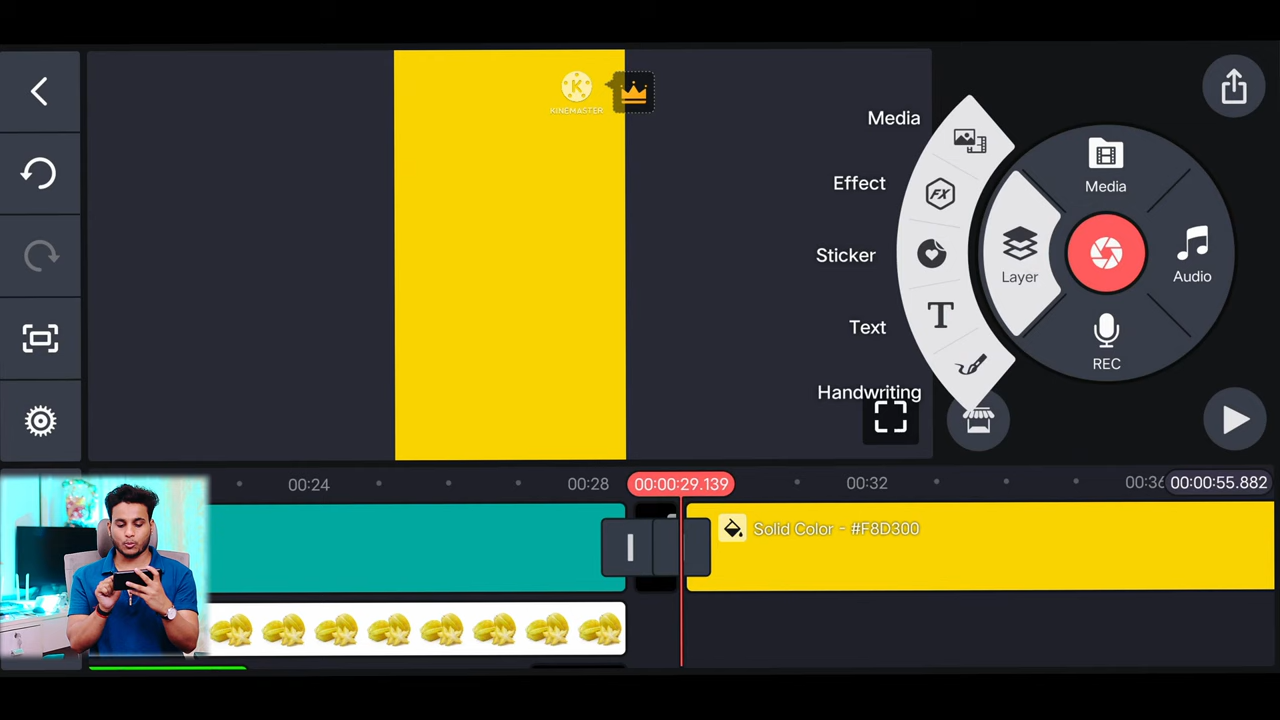 KINEMASTER
Media
Effect
Sticker
Text
Handwriting
FX
T
Layer
Media
Audio
REC
00:24
00:28
00:00:29.139
00:32
00:36
00:00:55.882
Solid Color - #F8D300